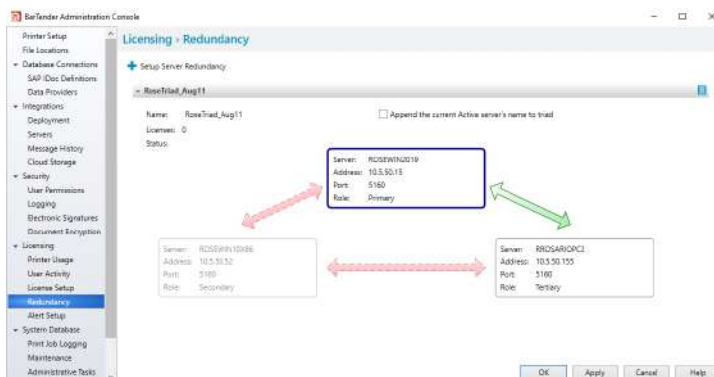 BarTender Administration Console
Printer Setup
File Locations
Database Connections
SAP IDoc Definitions
Data Providers
Integrations
Deployment
Servers
Message History
Cloud Storage
Security
User Permissions
Logging
Electronic Signatures
Document Encryption
Licensing
Printer Usage
User Activity
License Setup
Redundancy
Alert Setup
System Database
Print Job Logging
Maintenance
Administrative Tasks
Licensing › Redundancy
Setup Server Redundancy
RoseTriad_Aug11
Name: RoseTriad_Aug11
Append the current Active server's name to triad
Licenses: 0
Status:
Server: ROSEWIN2019
Address: 10.5.50.15
Port: 5160
Role: Primary
Server: ROSEWIN10X86
Address: 10.5.50.52
Port: 5160
Role: Secondary
Server: RROSARIOPC2
Address: 10.5.50.155
Port: 5160
Role: Tertiary
OK Apply Cancel Help